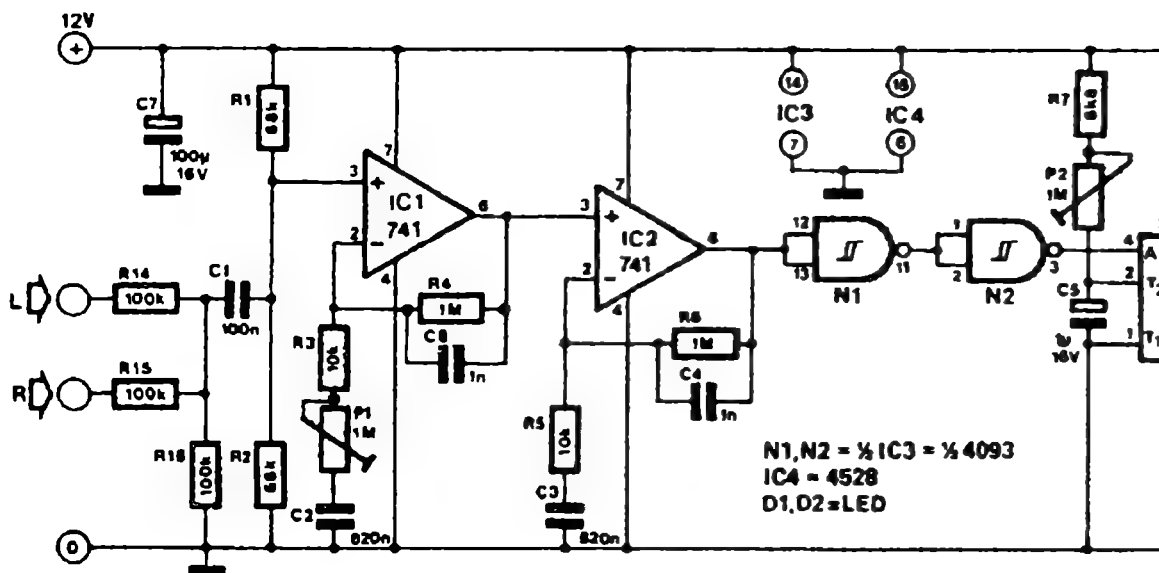 12V
+
C7
100µ
16V
R1
68k
3
+
7
IC1
741
2
−
4
6
14
IC3
7
16
IC4
R7
6k8
P2
1M
3
+
7
IC2
741
2
−
4
12
13
N1
11
1
2
N2
3
4
A
2
T2
1
T1
C5
1µ
16V
L
R14
100k
C1
100n
R
R15
100k
R4
1M
1n
R3
10k
P1
1M
C2
820n
R16
100k
R2
68k
R6
1M
C4
1n
R5
10k
C3
820n
N1,N2 = ½ IC3 = ½ 4093
IC4 = 4528
D1,D2=LED
0